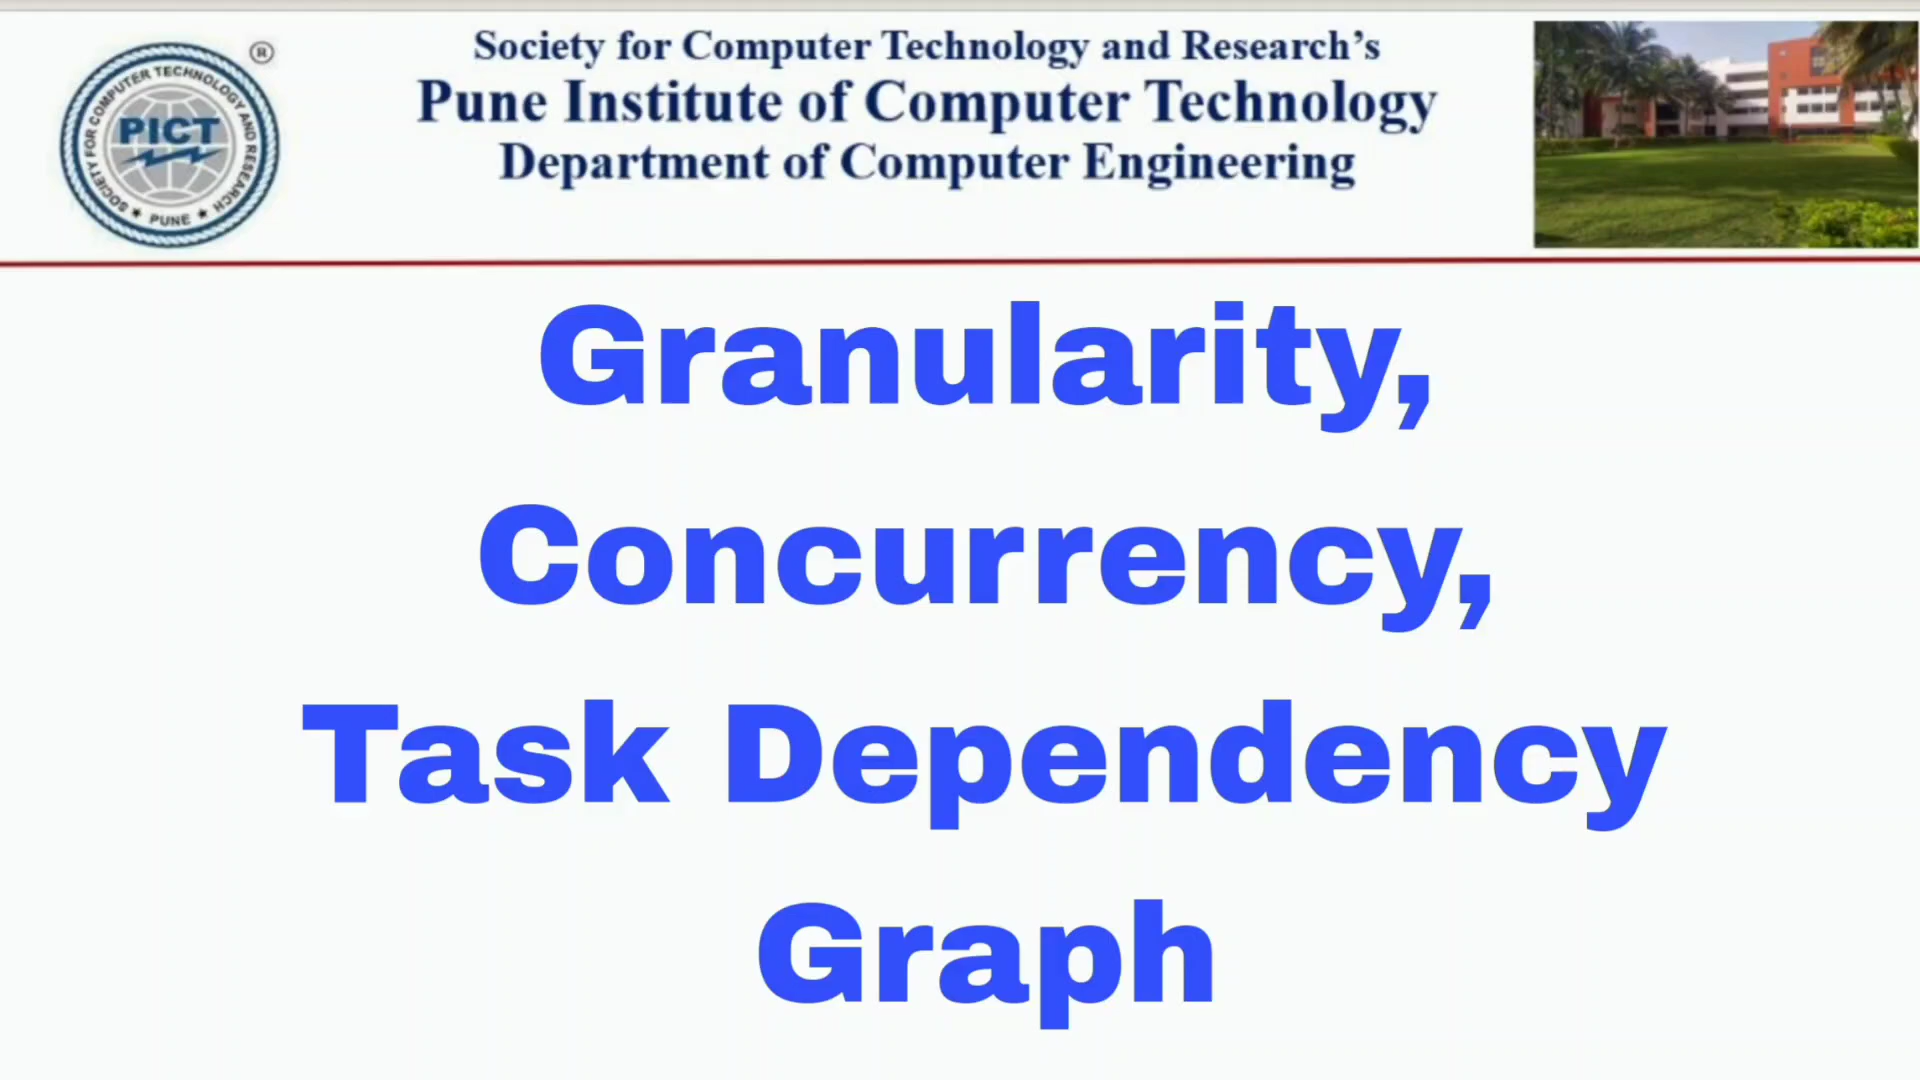 Society for Computer Technology and Research's
Pune Institute of Computer Technology
Department of Computer Engineering
®
SOCIETY FOR COMPUTER TECHNOLOGY AND RESEARCH
PICT
★ PUNE ★
Granularity,
Concurrency,
Task Dependency
Graph